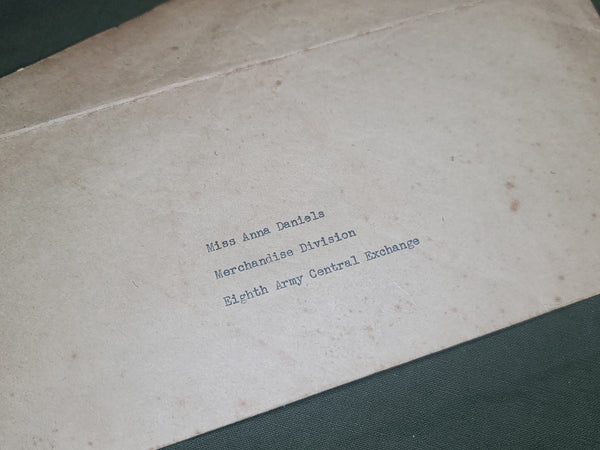 Miss Anna Daniels
Merchandise Division
Eighth Army Central Exchange